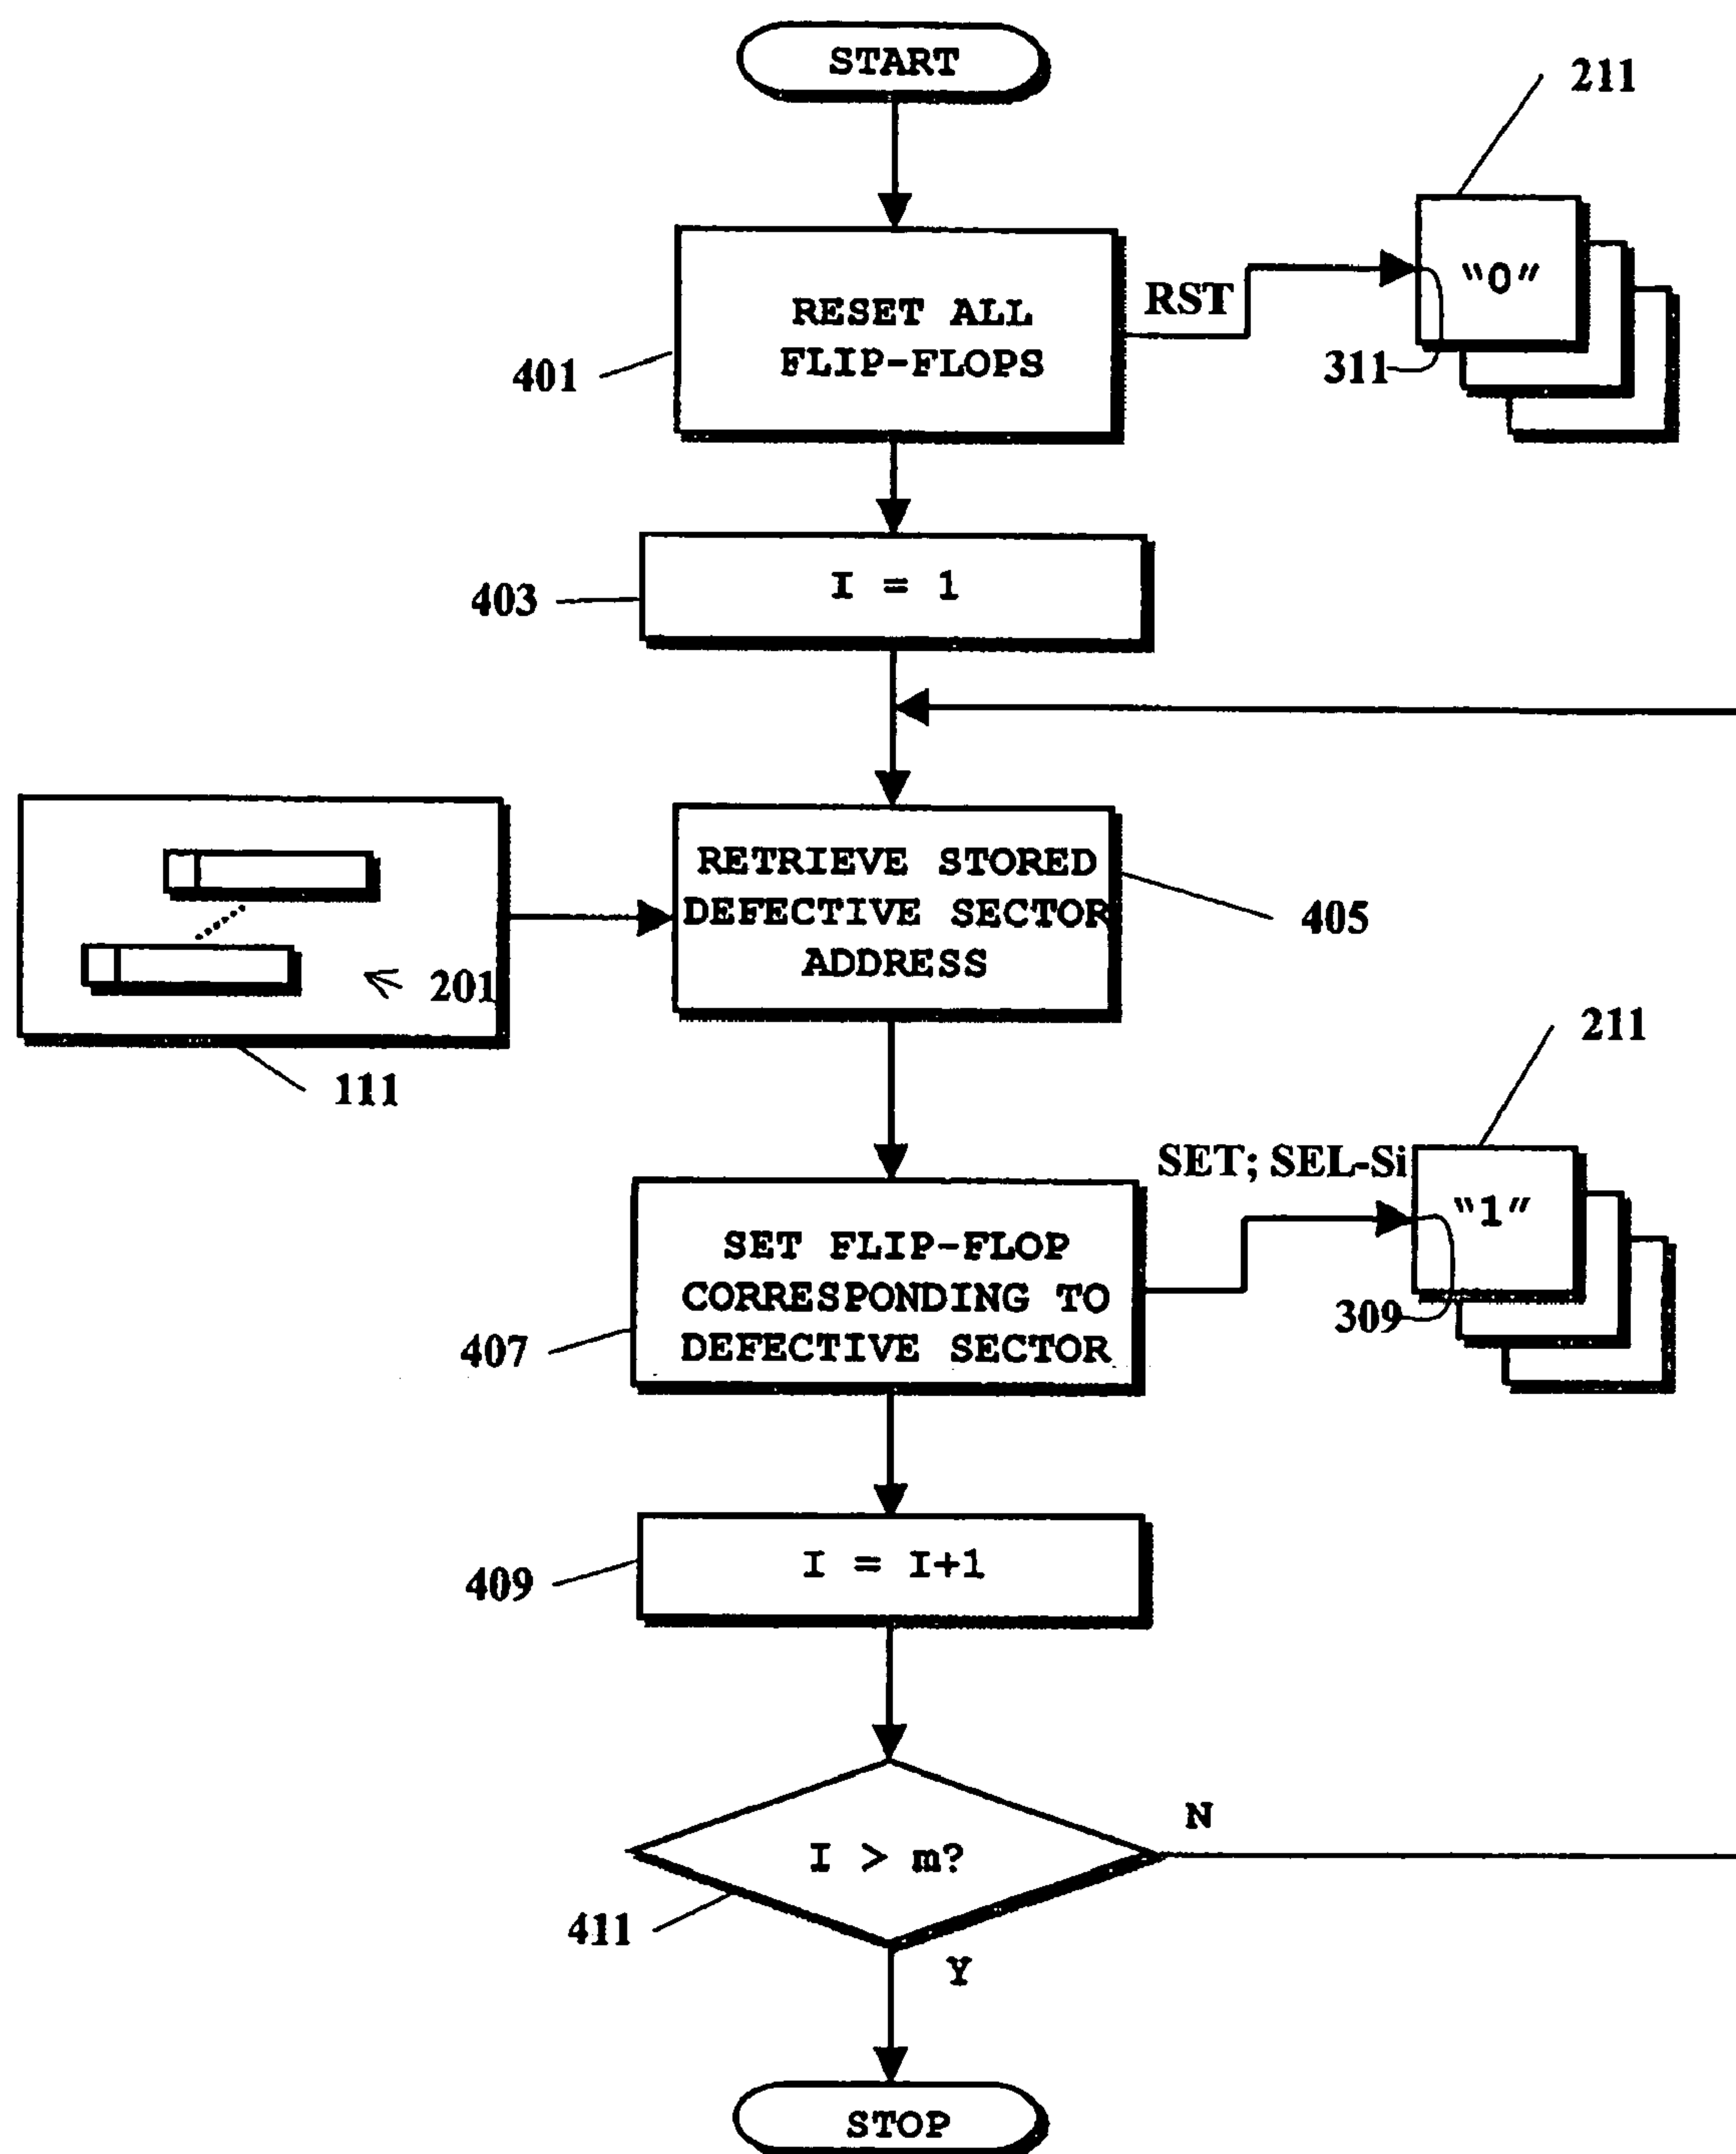 START
211
RESET ALL
FLIP-FLOPS
RST
"0"
311
401
I = 1
403
RETRIEVE STORED
DEFECTIVE SECTOR
ADDRESS
405
201
111
211
SET; SEL-Si
"1"
309
SET FLIP-FLOP
CORRESPONDING TO
DEFECTIVE SECTOR
407
I = I+1
409
I > m?
N
411
Y
STOP